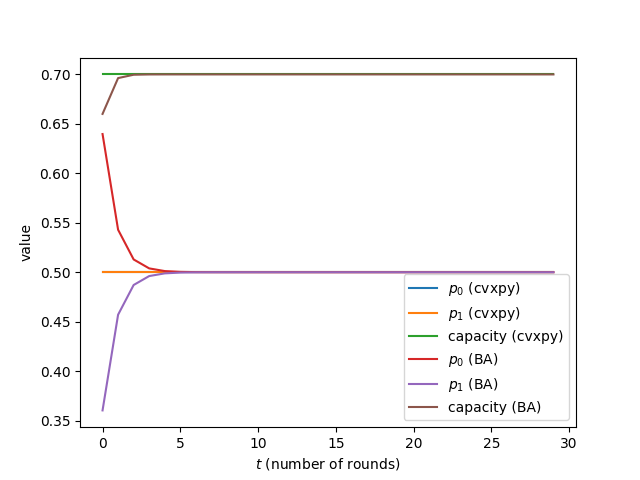 0.70
0.65
0.60
0.55
0.50
0.45
0.40
0.35
value
p₀ (cvxpy)
p₁ (cvxpy)
capacity (cvxpy)
p₀ (BA)
p₁ (BA)
capacity (BA)
0 5 10 15 20 25 30
t (number of rounds)